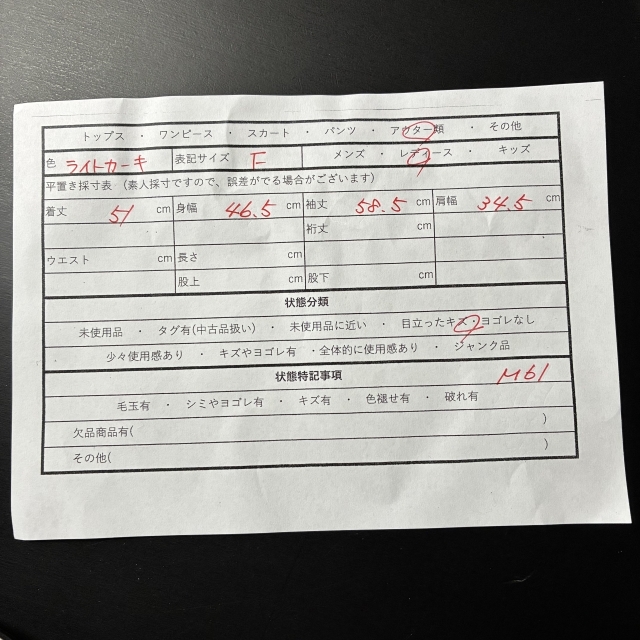 トップス ・ ワンピース ・ スカート ・ パンツ ・ アウター類 ・ その他
色 ライトカーキ 表記サイズ F メンズ ・ レディース ・ キッズ
平置き採寸表 (素人採寸ですので、誤差がでる場合がございます)
着丈 51 cm 身幅 46.5 cm 袖丈 58.5 cm 肩幅 34.5 cm
裄丈 cm
ウエスト cm 長さ cm
股上 cm 股下 cm
状態分類
未使用品 ・ タグ有(中古品扱い) ・ 未使用品に近い ・ 目立ったキズ・ヨゴレなし
少々使用感あり ・ キズやヨゴレ有 ・全体的に使用感あり ・ ジャンク品
状態特記事項 M61
毛玉有 ・ シミやヨゴレ有 ・ キズ有 ・ 色褪せ有 ・ 破れ有
欠品商品有( )
その他( )